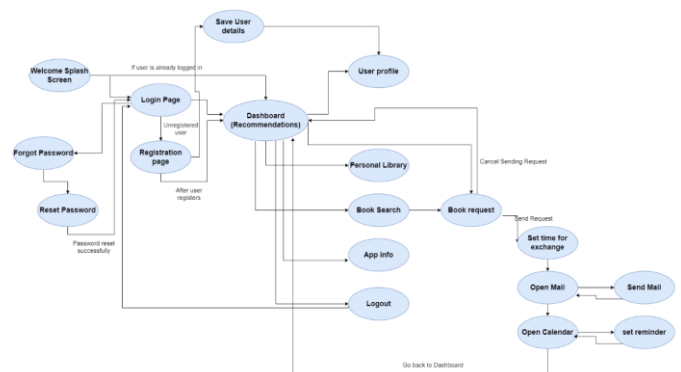 Save User
details
If user is already logged in
Welcome Splash
Screen
User profile
Login Page
Dashboard
(Recommendations)
Unregistered
user
Forgot Password
Registration
page
Cancel Sending Request
Personal Library
After user
registers
Reset Password
Book Search
Book request
Send Request
Password reset
successfully
Set time for
exchange
App info
Open Mail
Send Mail
Logout
Open Calendar
set reminder
Go back to Dashboard